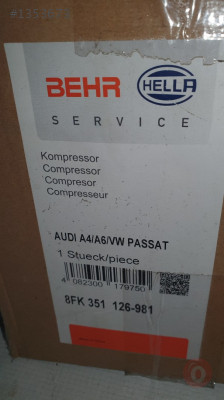 BEHR HELLA
SERVICE
Kompressor
Compressor
Compresor
Compresseur
AUDI A4/A6/VW PASSAT
1 Stueck/piece
4 082300 179750
8FK 351 126-981